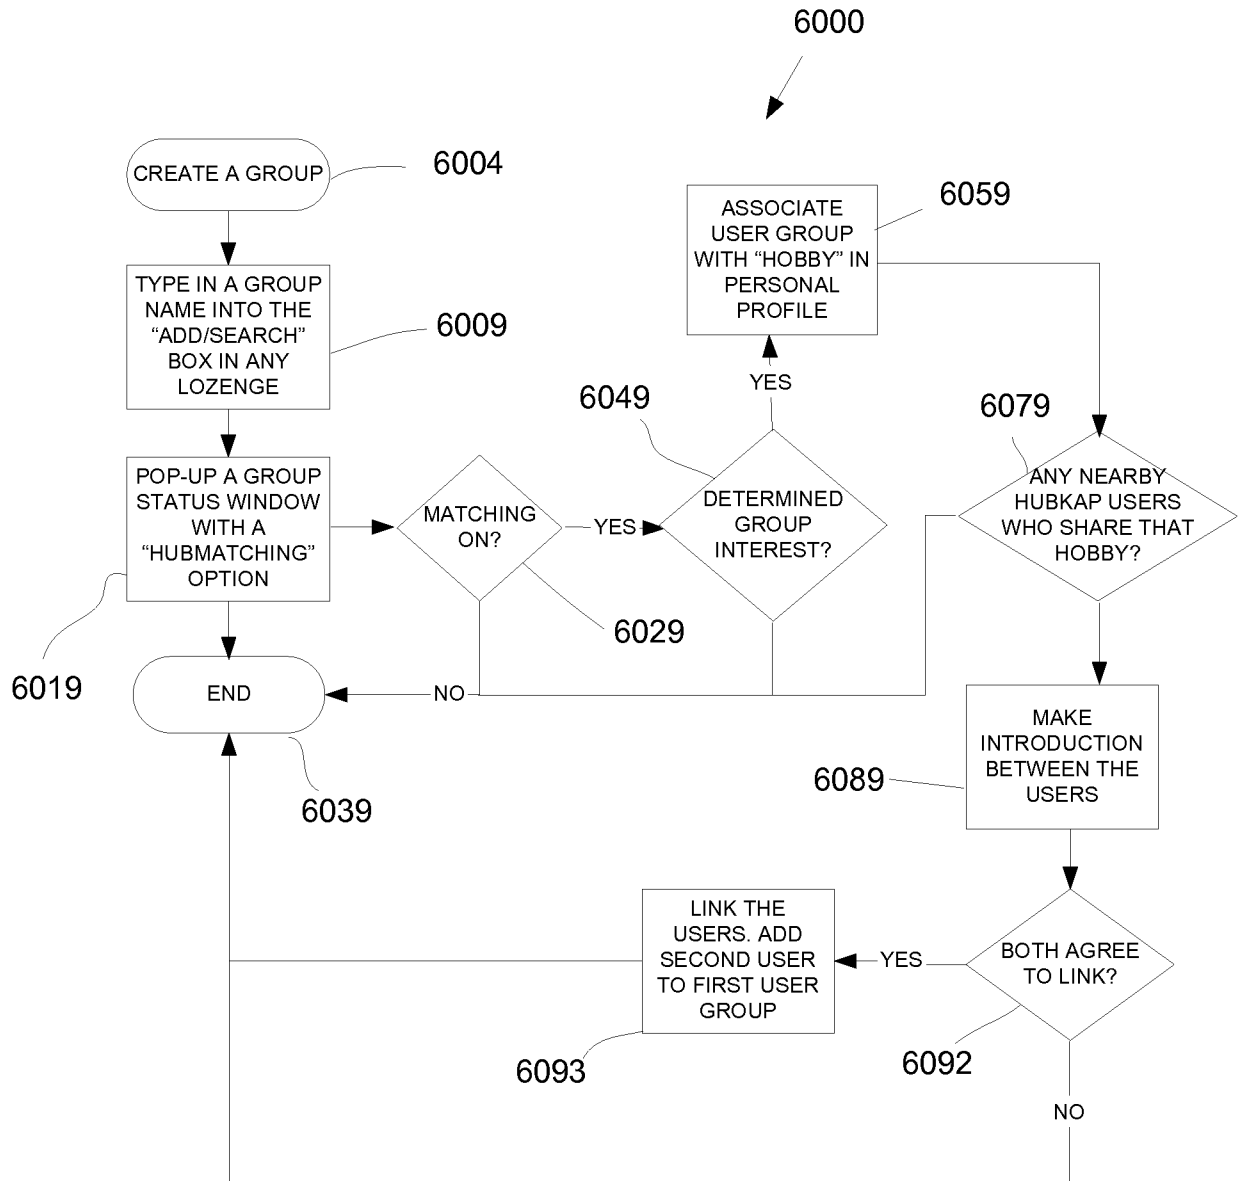 6000
CREATE A GROUP
6004
TYPE IN A GROUP
NAME INTO THE
“ADD/SEARCH”
BOX IN ANY
LOZENGE
6009
POP-UP A GROUP
STATUS WINDOW
WITH A
“HUBMATCHING”
OPTION
6019
MATCHING
ON?
6029
YES
NO
END
6039
DETERMINED
GROUP
INTEREST?
6049
YES
ASSOCIATE
USER GROUP
WITH “HOBBY” IN
PERSONAL
PROFILE
6059
6079
ANY NEARBY
HUBKAP USERS
WHO SHARE THAT
HOBBY?
MAKE
INTRODUCTION
BETWEEN THE
USERS
6089
BOTH AGREE
TO LINK?
6092
YES
NO
LINK THE
USERS. ADD
SECOND USER
TO FIRST USER
GROUP
6093